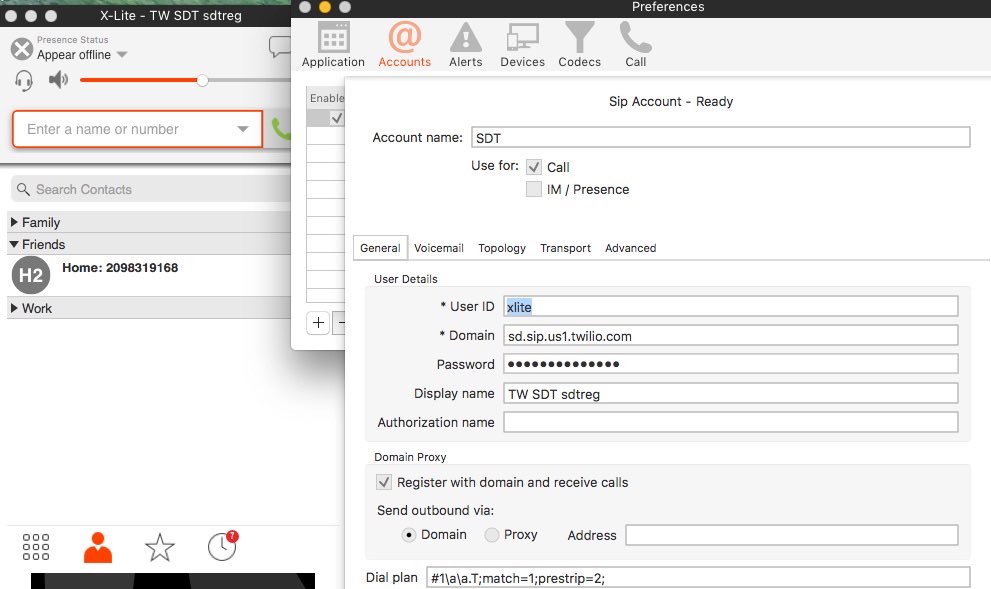 X-Lite - TW SDT sdtreg
Presence Status
Appear offline
Enter a name or number
Search Contacts
Family
Friends
H2
Home: 2098319168
Work
7
Preferences
Application
Accounts
Alerts
Devices
Codecs
Call
Enable
Sip Account - Ready
Account name: SDT
Use for: Call
IM / Presence
General Voicemail Topology Transport Advanced
User Details
* User ID xlite
* Domain sd.sip.us1.twilio.com
Password ●●●●●●●●●●●●●●
Display name TW SDT sdtreg
Authorization name
Domain Proxy
Register with domain and receive calls
Send outbound via:
Domain Proxy Address
Dial plan #1\a\a.T;match=1;prestrip=2;